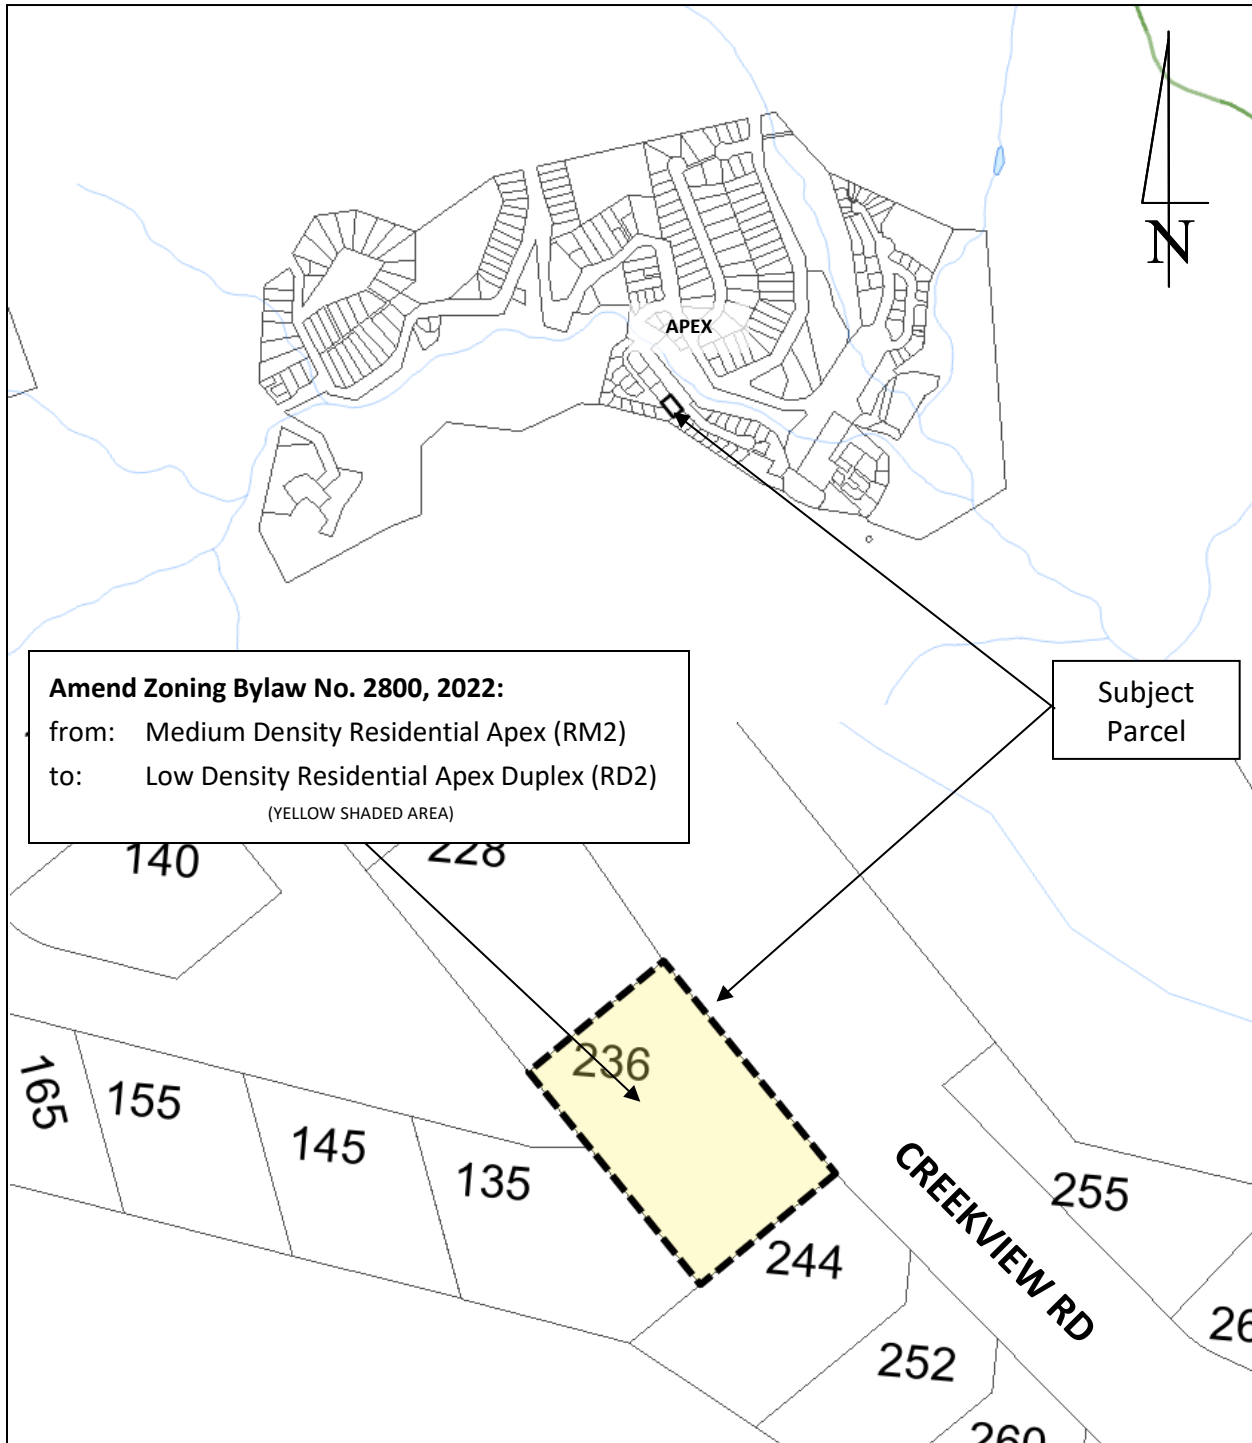 N
APEX
Amend Zoning Bylaw No. 2800, 2022:
from: Medium Density Residential Apex (RM2)
to: Low Density Residential Apex Duplex (RD2)
(YELLOW SHADED AREA)
Subject
Parcel
140
228
236
165
155
145
135
255
244
CREEKVIEW RD
252
260